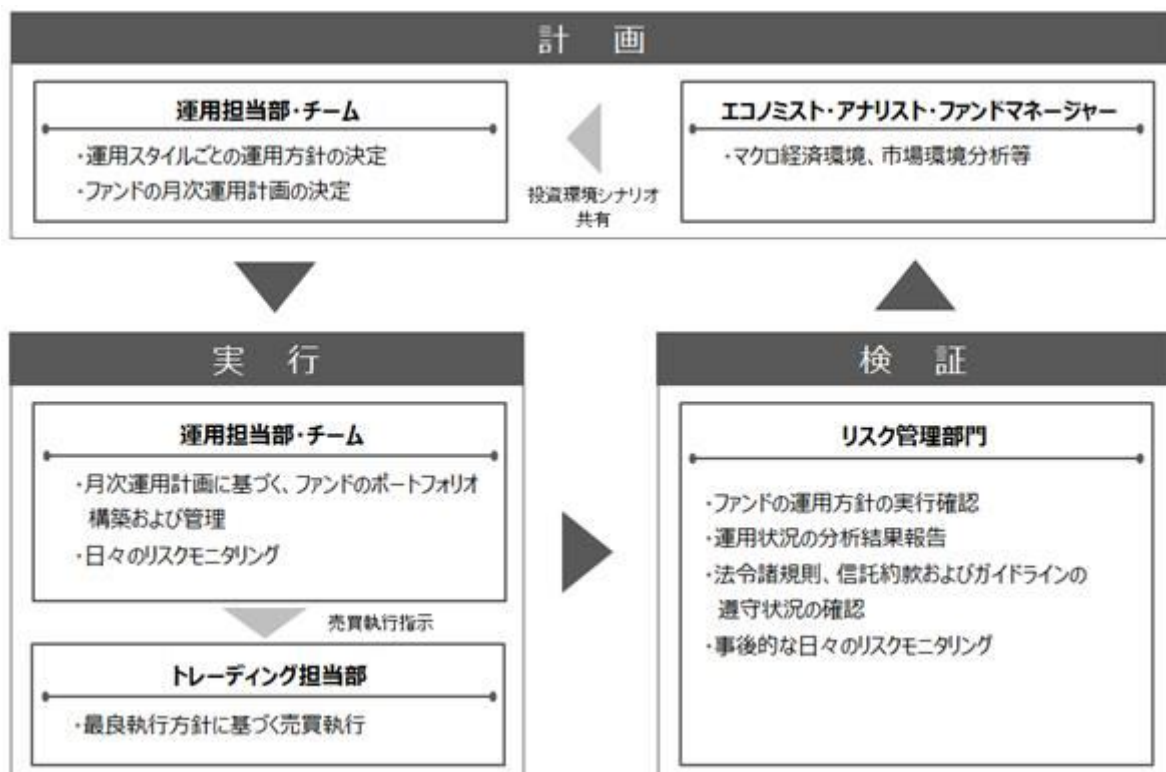 計 画
運用担当部・チーム
・運用スタイルごとの運用方針の決定
・ファンドの月次運用計画の決定
投資環境シナリオ
共有
エコノミスト・アナリスト・ファンドマネージャー
・マクロ経済環境、市場環境分析等
実 行
運用担当部・チーム
・月次運用計画に基づく、ファンドのポートフォリオ
構築および管理
・日々のリスクモニタリング
売買執行指示
トレーディング担当部
・最良執行方針に基づく売買執行
検 証
リスク管理部門
・ファンドの運用方針の実行確認
・運用状況の分析結果報告
・法令諸規則、信託約款およびガイドラインの
遵守状況の確認
・事後的な日々のリスクモニタリング